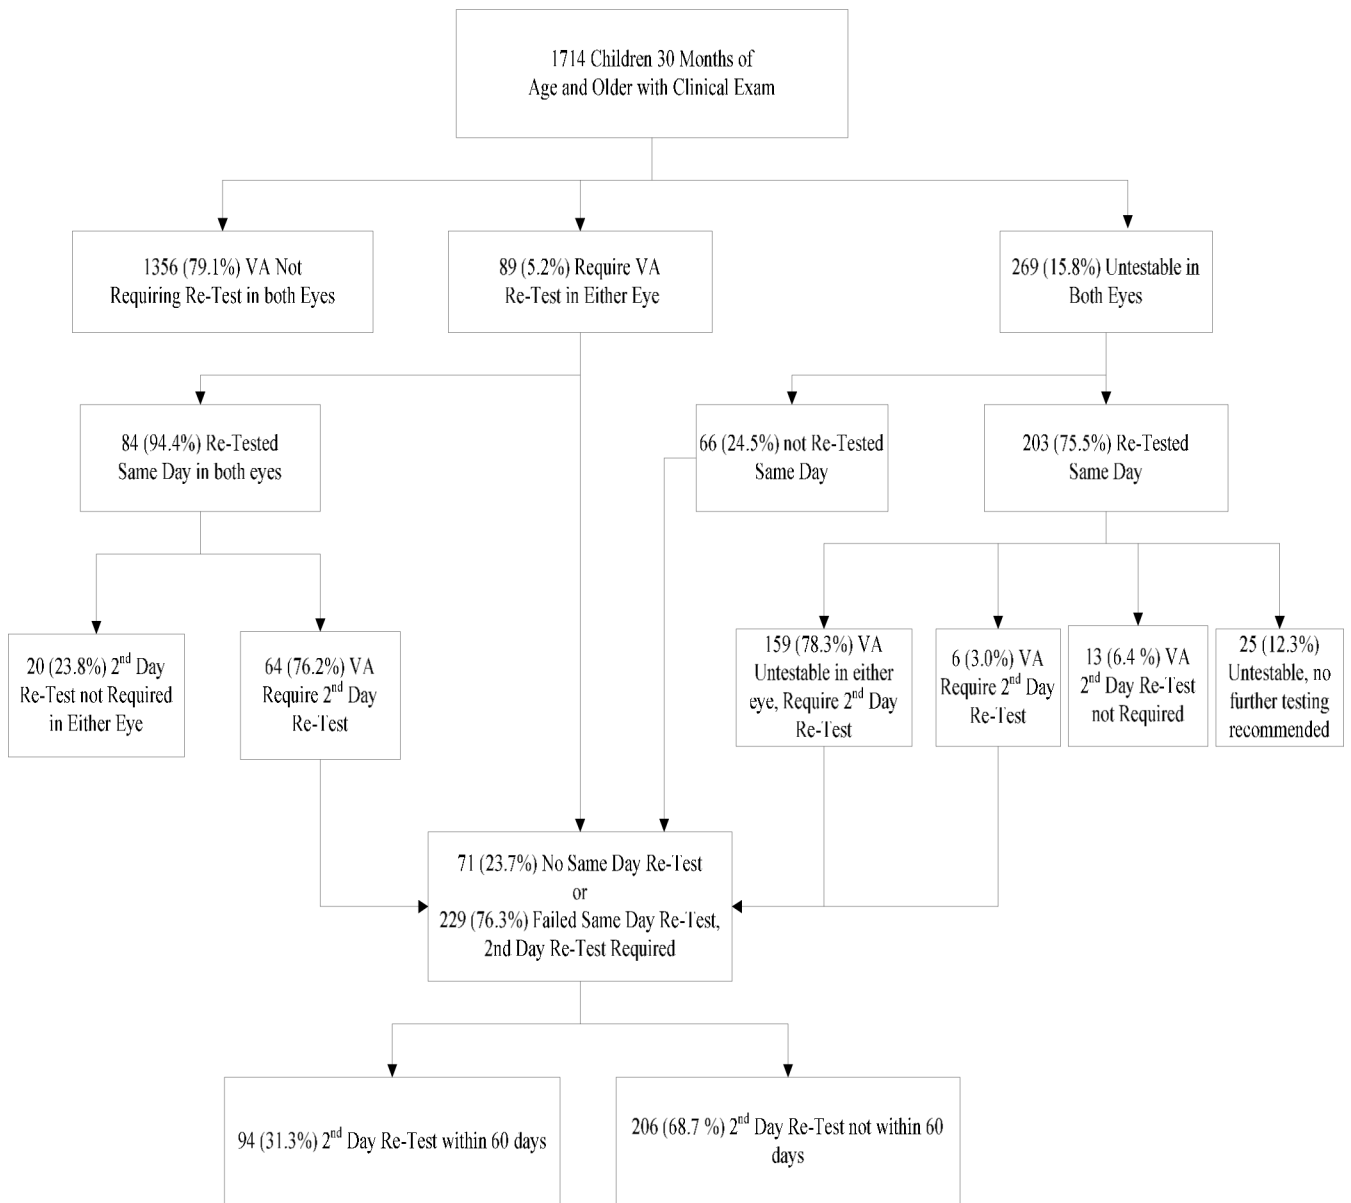 1714 Children 30 Months of
Age and Older with Clinical Exam
1356 (79.1%) VA Not
Requiring Re-Test in both Eyes
89 (5.2%) Require VA
Re-Test in Either Eye
269 (15.8%) Untestable in
Both Eyes
84 (94.4%) Re-Tested
Same Day in both eyes
66 (24.5%) not Re-Tested
Same Day
203 (75.5%) Re-Tested
Same Day
20 (23.8%) 2nd Day
Re-Test not Required
in Either Eye
64 (76.2%) VA
Require 2nd Day
Re-Test
159 (78.3%) VA
Untestable in either
eye, Require 2nd Day
Re-Test
6 (3.0%) VA
Require 2nd Day
Re-Test
13 (6.4 %) VA
2nd Day Re-Test
not Required
25 (12.3%)
Untestable, no
further testing
recommended
71 (23.7%) No Same Day Re-Test
or
229 (76.3%) Failed Same Day Re-Test,
2nd Day Re-Test Required
94 (31.3%) 2nd Day Re-Test within 60 days
206 (68.7 %) 2nd Day Re-Test not within 60
days